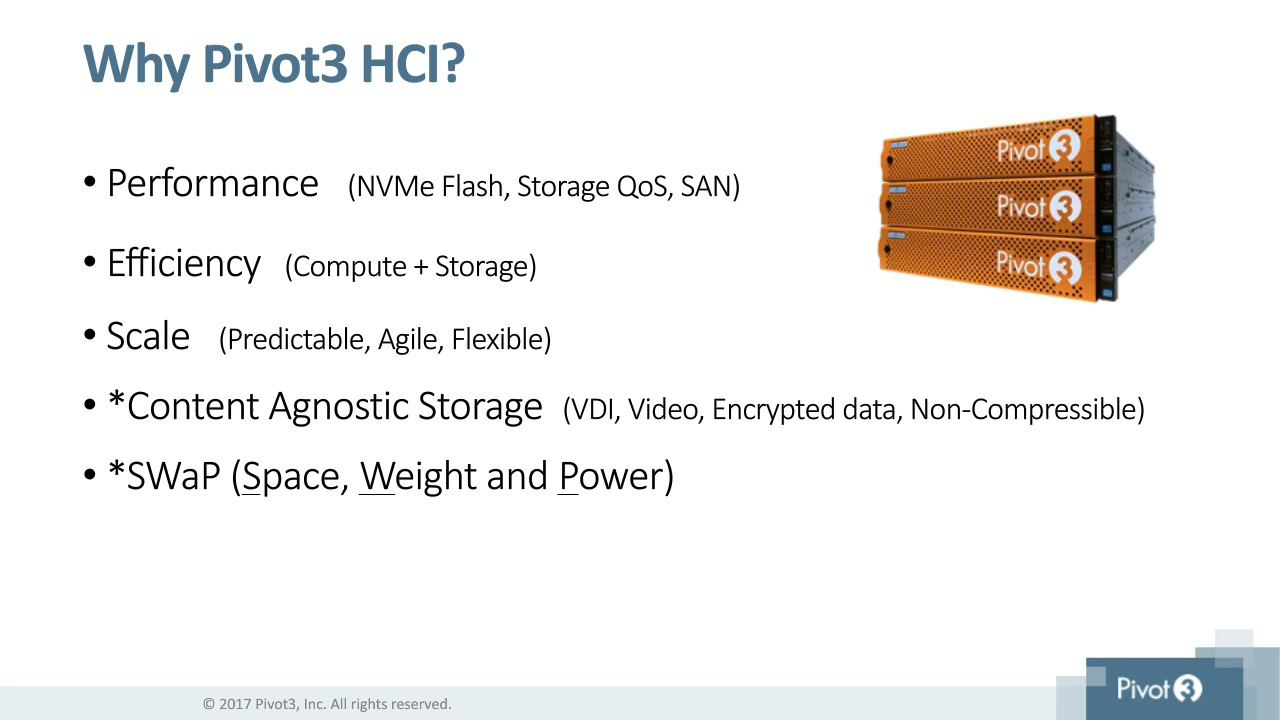 Why Pivot3 HCI?
• Performance (NVMe Flash, Storage QoS, SAN)
• Efficiency (Compute + Storage)
• Scale (Predictable, Agile, Flexible)
• *Content Agnostic Storage (VDI, Video, Encrypted data, Non-Compressible)
• *SWaP (Space, Weight and Power)
Pivot3
Pivot3
Pivot3
© 2017 Pivot3, Inc. All rights reserved.
Pivot3